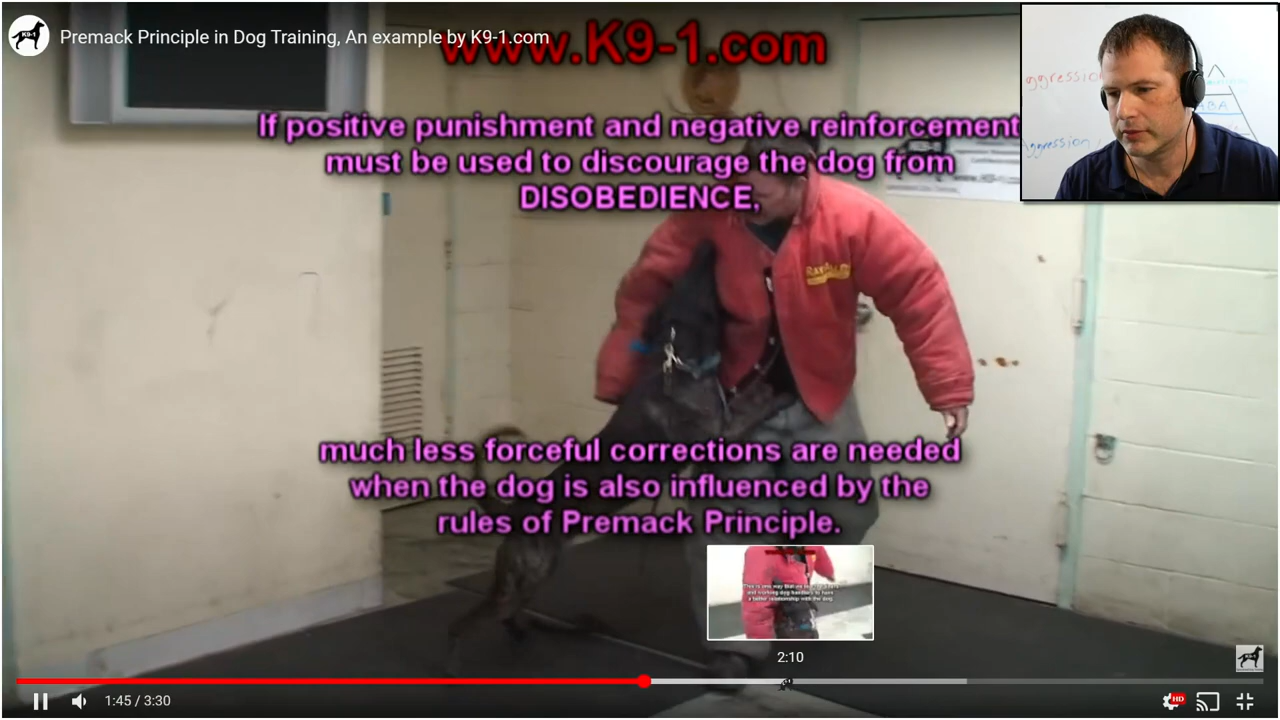 Premack Principle in Dog Training, An example by K9-1.com
www.K9-1.com
If positive punishment and negative reinforcement
must be used to discourage the dog from
DISOBEDIENCE,
much less forceful corrections are needed
when the dog is also influenced by the
rules of Premack Principle.
2:10
1:45 / 3:30
HD